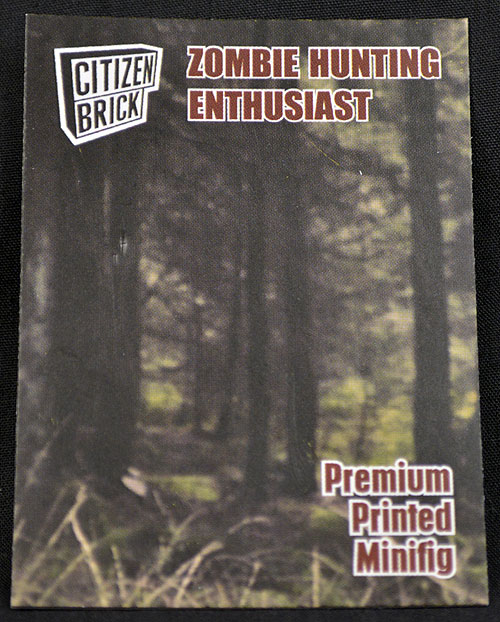 CITIZEN
BRICK
ZOMBIE HUNTING
ENTHUSIAST
Premium
Printed
Minifig